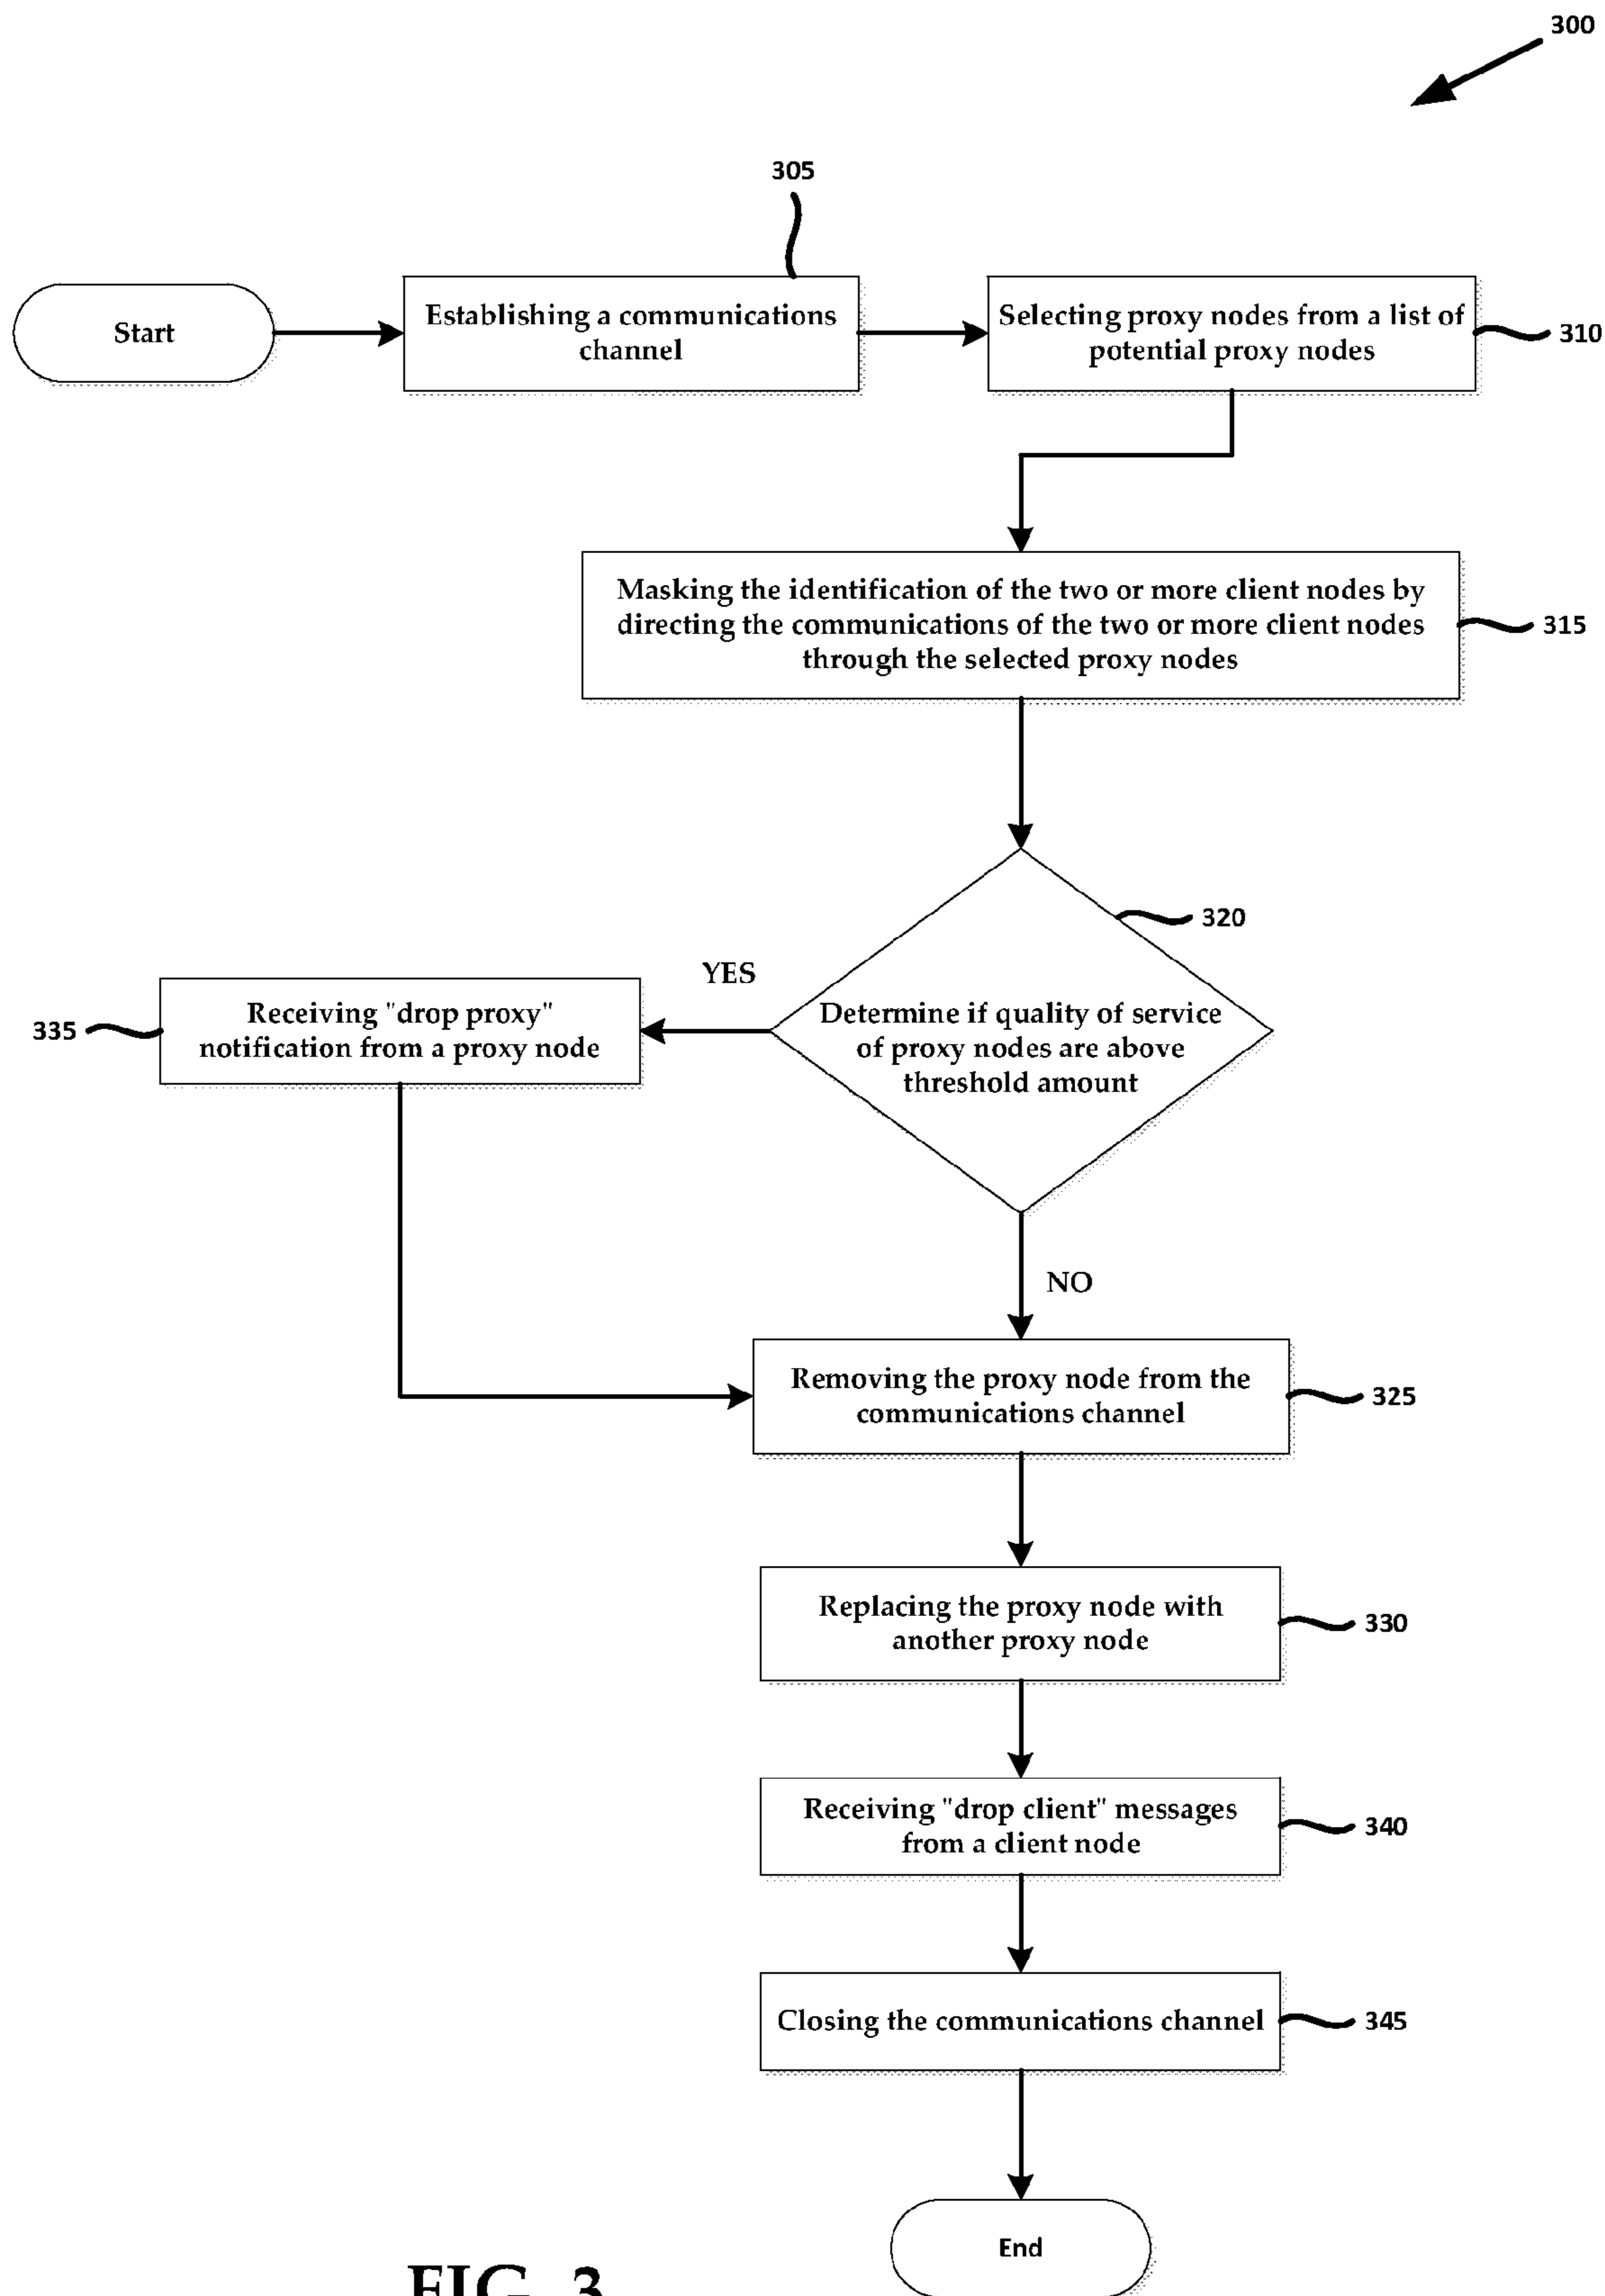 300
305
Start
Establishing a communications
channel
Selecting proxy nodes from a list of
potential proxy nodes
310
Masking the identification of the two or more client nodes by
directing the communications of the two or more client nodes
through the selected proxy nodes
315
320
YES
Determine if quality of service
of proxy nodes are above
threshold amount
335
Receiving "drop proxy"
notification from a proxy node
NO
Removing the proxy node from the
communications channel
325
Replacing the proxy node with
another proxy node
330
Receiving "drop client" messages
from a client node
340
Closing the communications channel
345
End
FIG. 3